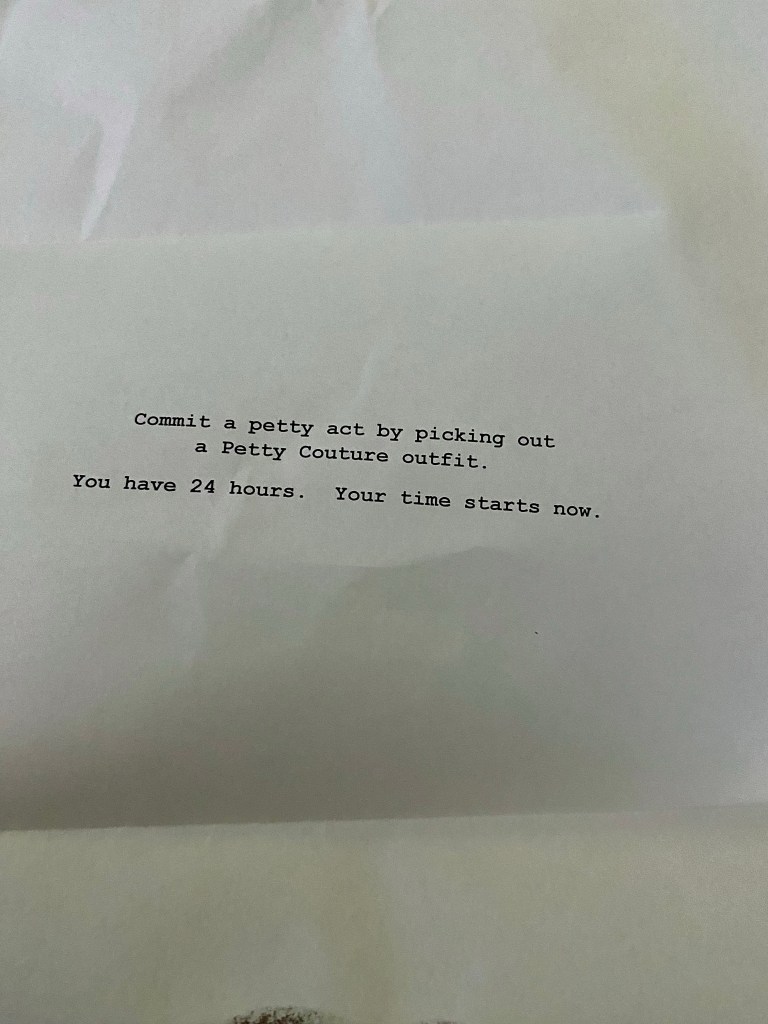 Commit a petty act by picking out
a Petty Couture outfit.
You have 24 hours.  Your time starts now.